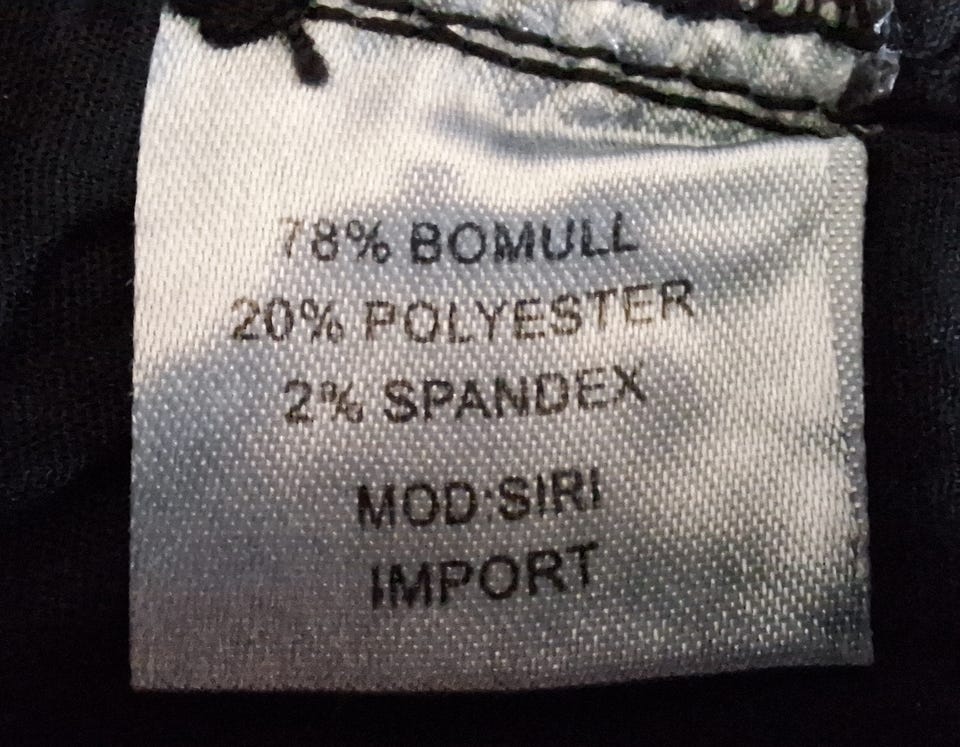 78% BOMULL
20% POLYESTER
2% SPANDEX
MOD:SIRI
IMPORT